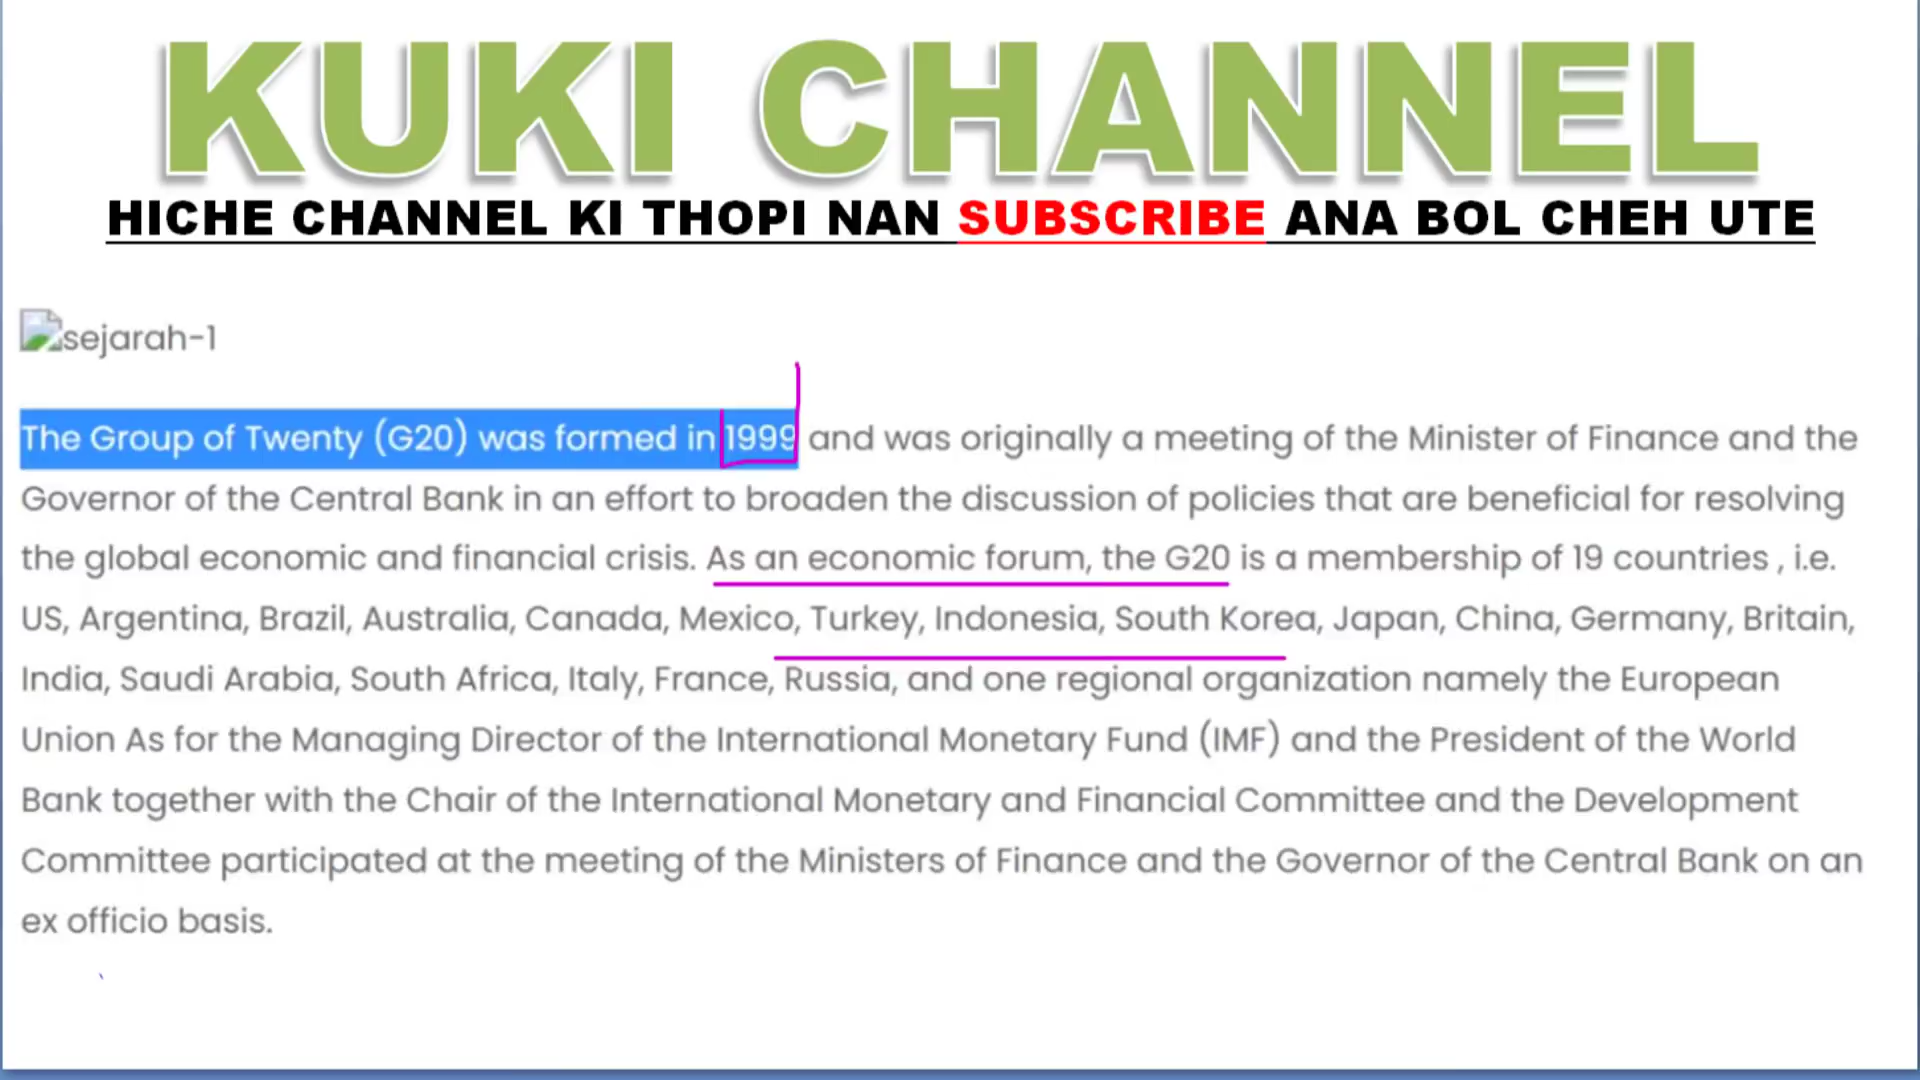 KUKI CHANNEL
HICHE CHANNEL KI THOPI NAN SUBSCRIBE ANA BOL CHEH UTE
sejarah-1
The Group of Twenty (G20) was formed in 1999 and was originally a meeting of the Minister of Finance and the
Governor of the Central Bank in an effort to broaden the discussion of policies that are beneficial for resolving
the global economic and financial crisis. As an economic forum, the G20 is a membership of 19 countries , i.e.
US, Argentina, Brazil, Australia, Canada, Mexico, Turkey, Indonesia, South Korea, Japan, China, Germany, Britain,
India, Saudi Arabia, South Africa, Italy, France, Russia, and one regional organization namely the European
Union As for the Managing Director of the International Monetary Fund (IMF) and the President of the World
Bank together with the Chair of the International Monetary and Financial Committee and the Development
Committee participated at the meeting of the Ministers of Finance and the Governor of the Central Bank on an
ex officio basis.